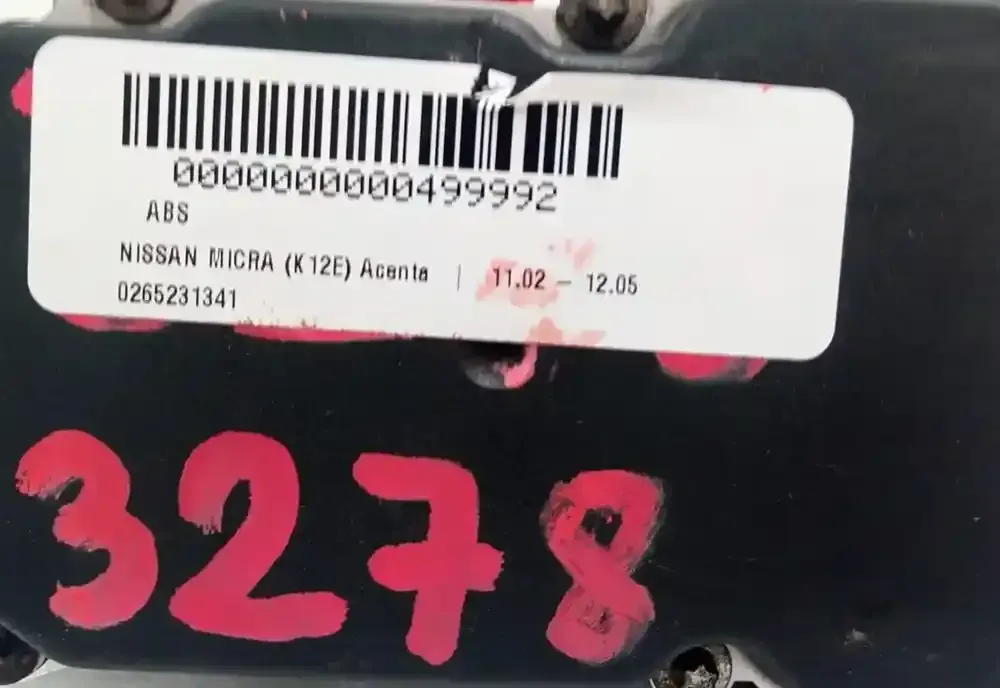 0000000000499992
ABS
NISSAN MICRA (K12E) Acenta | 11.02 – 12.05
0265231341
3278